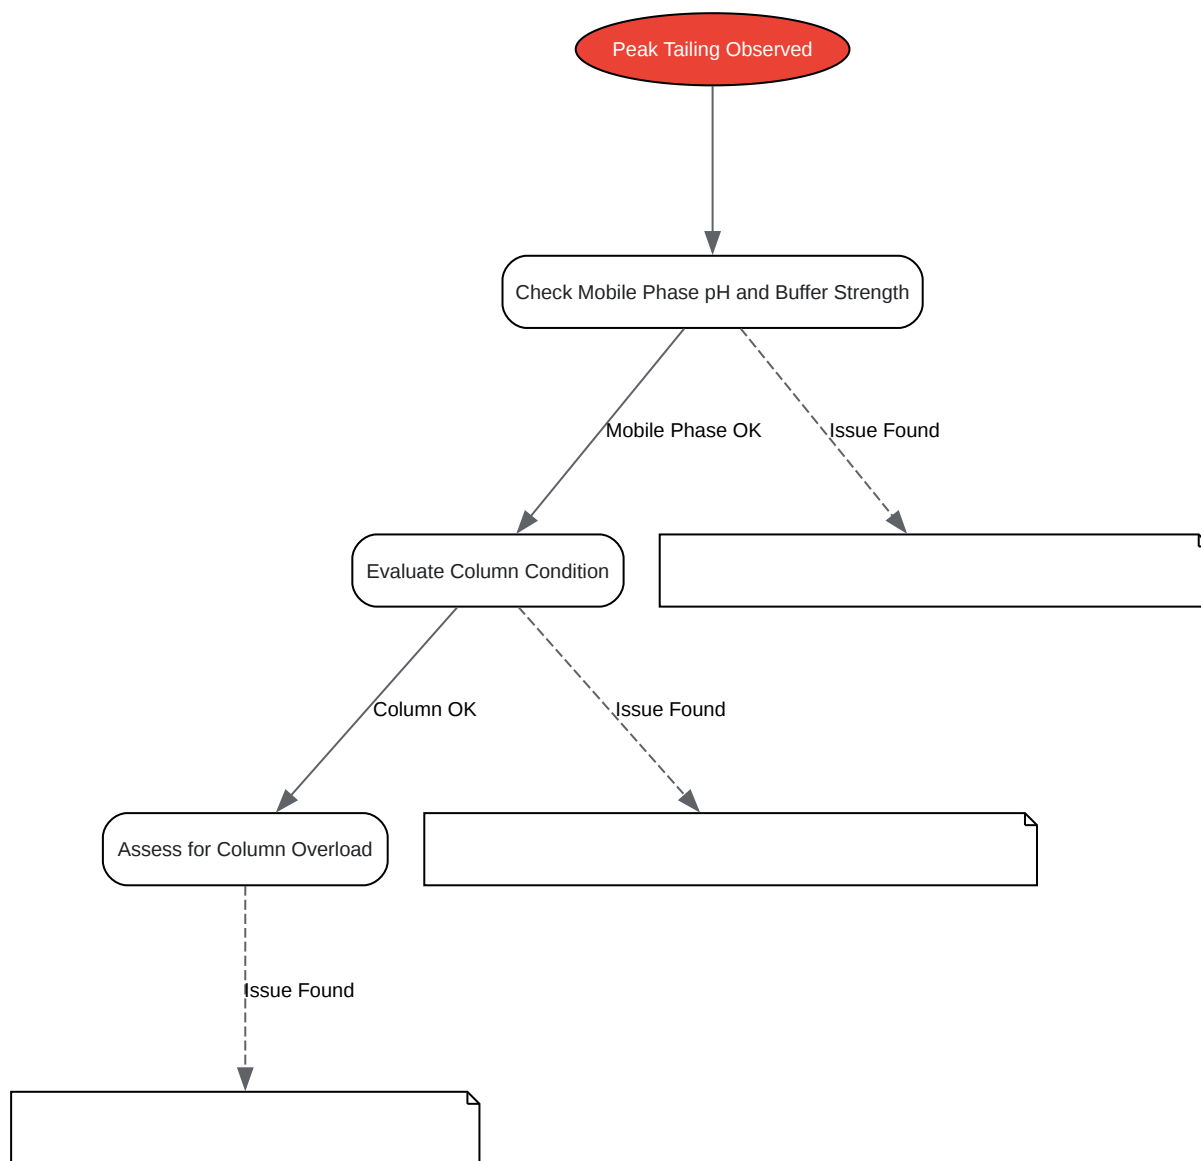 Peak Tailing Observed
Check Mobile Phase pH and Buffer Strength
Mobile Phase OK
Issue Found
Evaluate Column Condition
Column OK
Issue Found
Assess for Column Overload
Issue Found